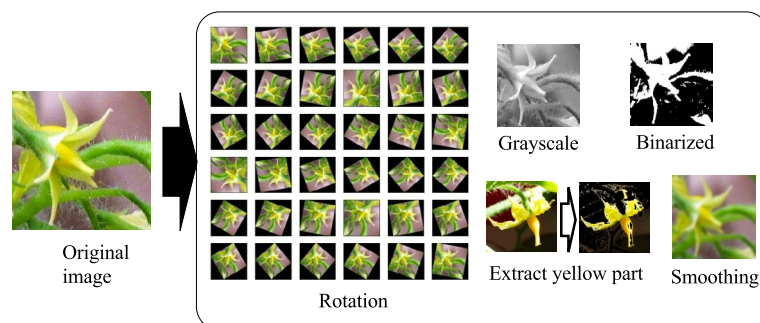 Original
image
Rotation
Grayscale
Binarized
Extract yellow part
Smoothing